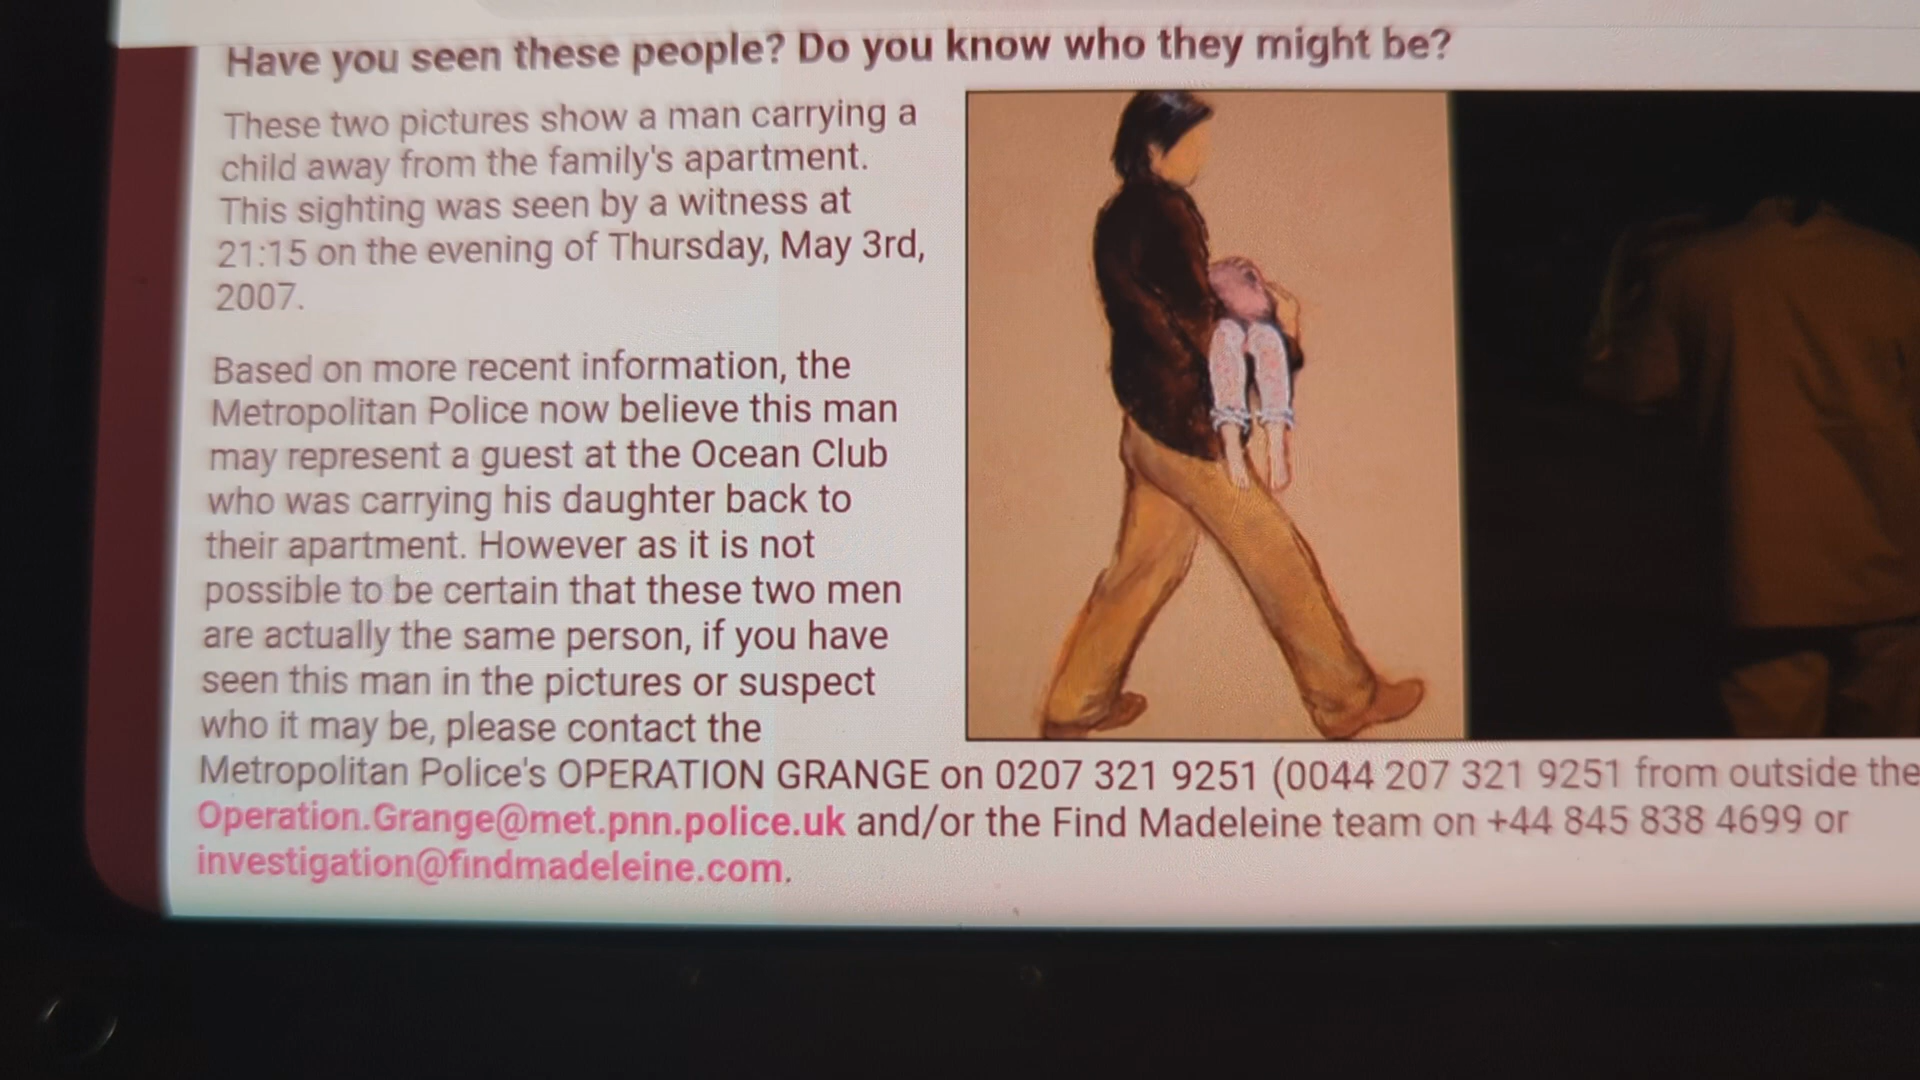 Have you seen these people? Do you know who they might be?
These two pictures show a man carrying a
child away from the family's apartment.
This sighting was seen by a witness at
21:15 on the evening of Thursday, May 3rd,
2007.
Based on more recent information, the
Metropolitan Police now believe this man
may represent a guest at the Ocean Club
who was carrying his daughter back to
their apartment. However as it is not
possible to be certain that these two men
are actually the same person, if you have
seen this man in the pictures or suspect
who it may be, please contact the
Metropolitan Police's OPERATION GRANGE on 0207 321 9251 (0044 207 321 9251 from outside the
Operation.Grange@met.pnn.police.uk and/or the Find Madeleine team on +44 845 838 4699 or
investigation@findmadeleine.com.